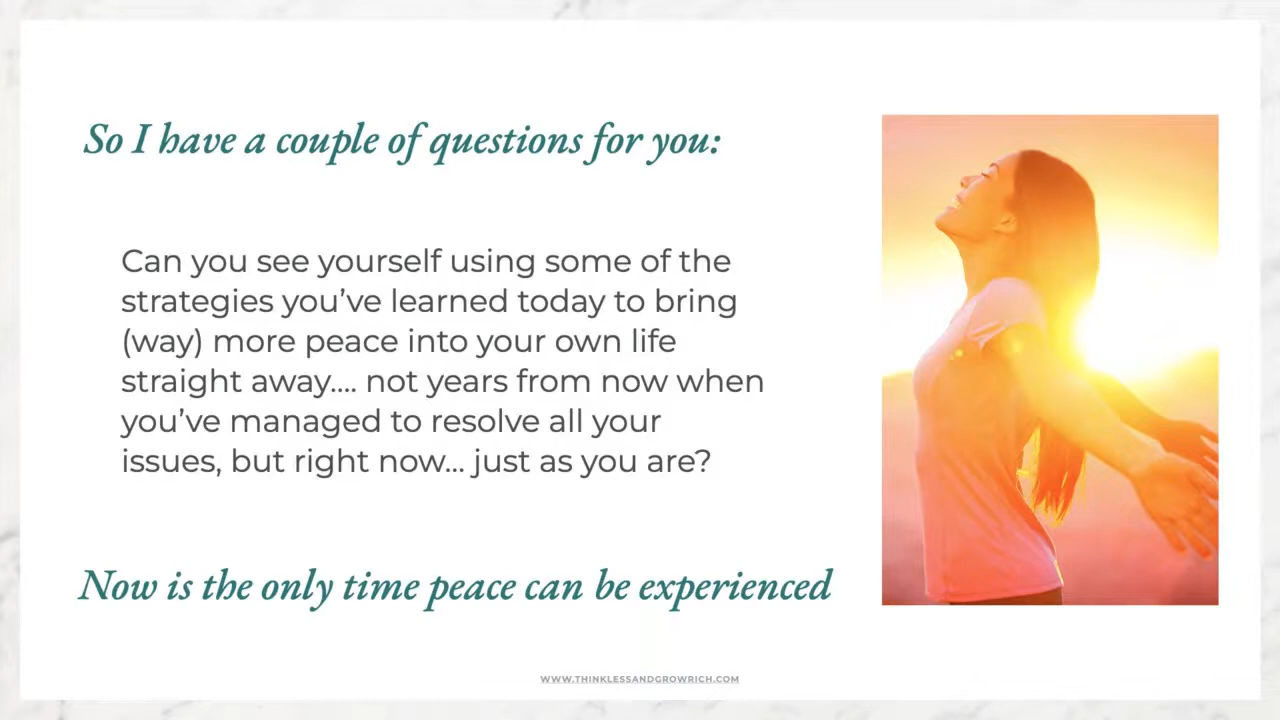 So I have a couple of questions for you:
Can you see yourself using some of the
strategies you’ve learned today to bring
(way) more peace into your own life
straight away.... not years from now when
you’ve managed to resolve all your
issues, but right now... just as you are?
Now is the only time peace can be experienced
WWW.THINKLESSANDGROWRICH.COM